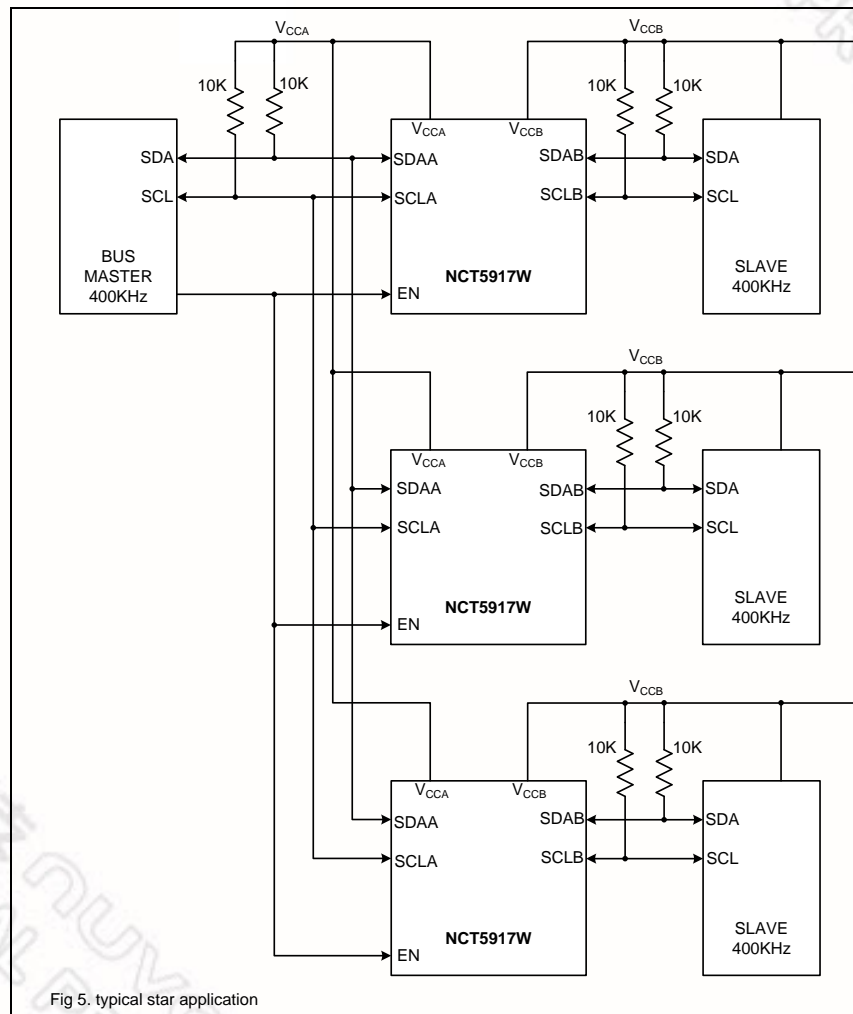 VCCA
VCCB
10K 10K 10K 10K
VCCA VCCB
SDA SDAA SDAB SDA
SCL SCLA SCLB SCL
BUS
MASTER
400KHz
EN
NCT5917W
SLAVE
400KHz
VCCB
10K 10K
VCCA VCCB
SDAA SDAB SDA
SCLA SCLB SCL
EN
NCT5917W
SLAVE
400KHz
VCCB
10K 10K
VCCA VCCB
SDAA SDAB SDA
SCLA SCLB SCL
EN
NCT5917W
SLAVE
400KHz
Fig 5. typical star application